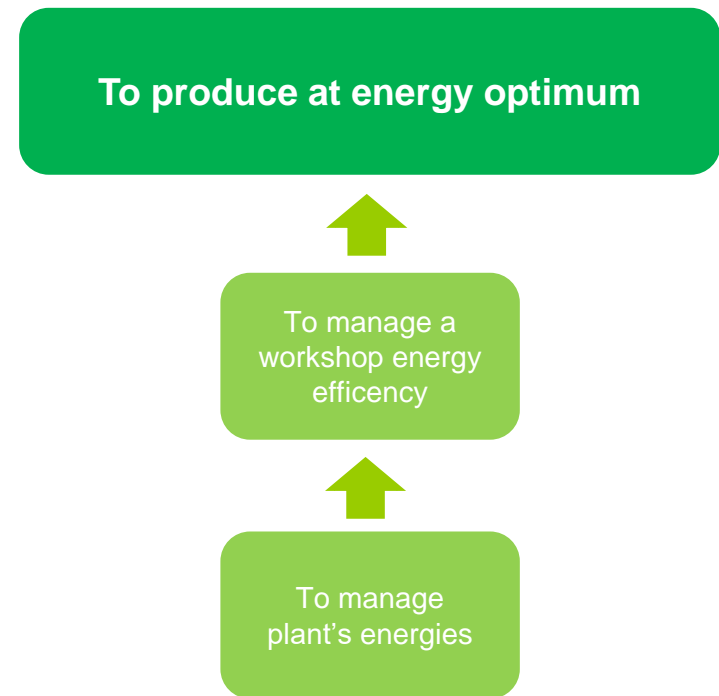 To produce at energy optimum
To manage a
workshop energy
efficency
To manage
plant's energies